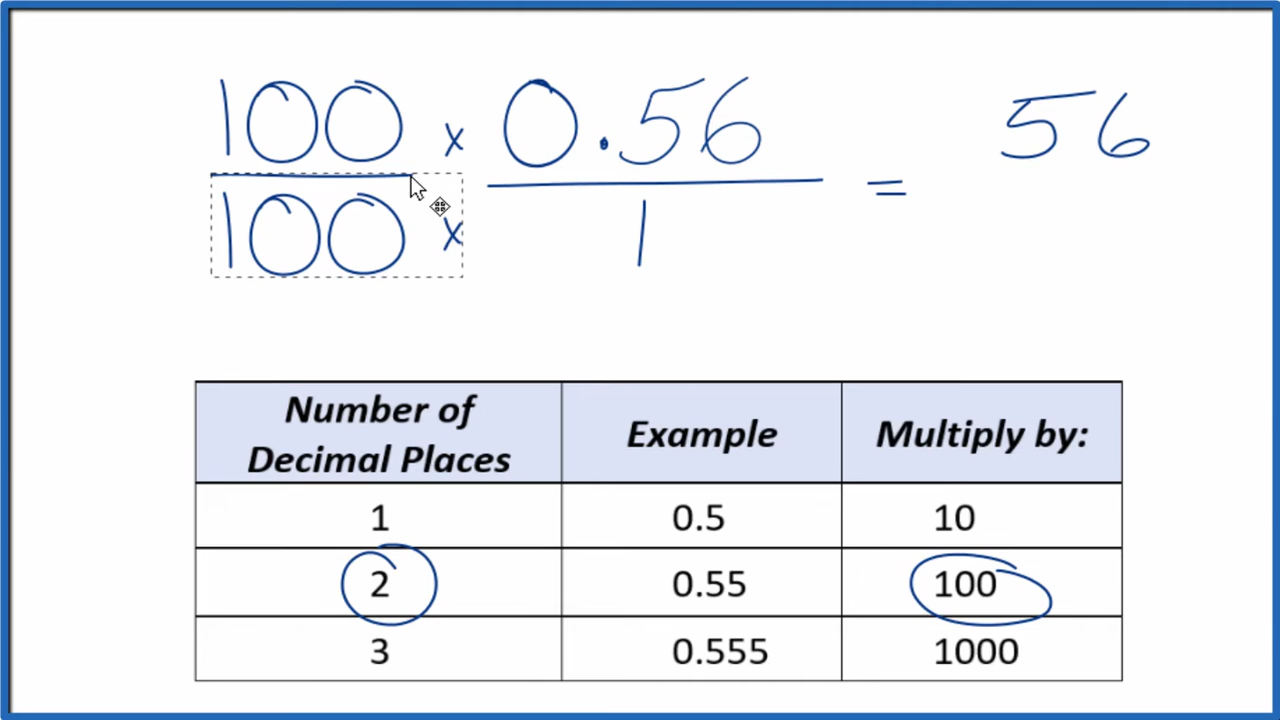 100 × 0.56 = 56
100 × 1
Number of Decimal Places Example Multiply by:
1 0.5 10
2 0.55 100
3 0.555 1000